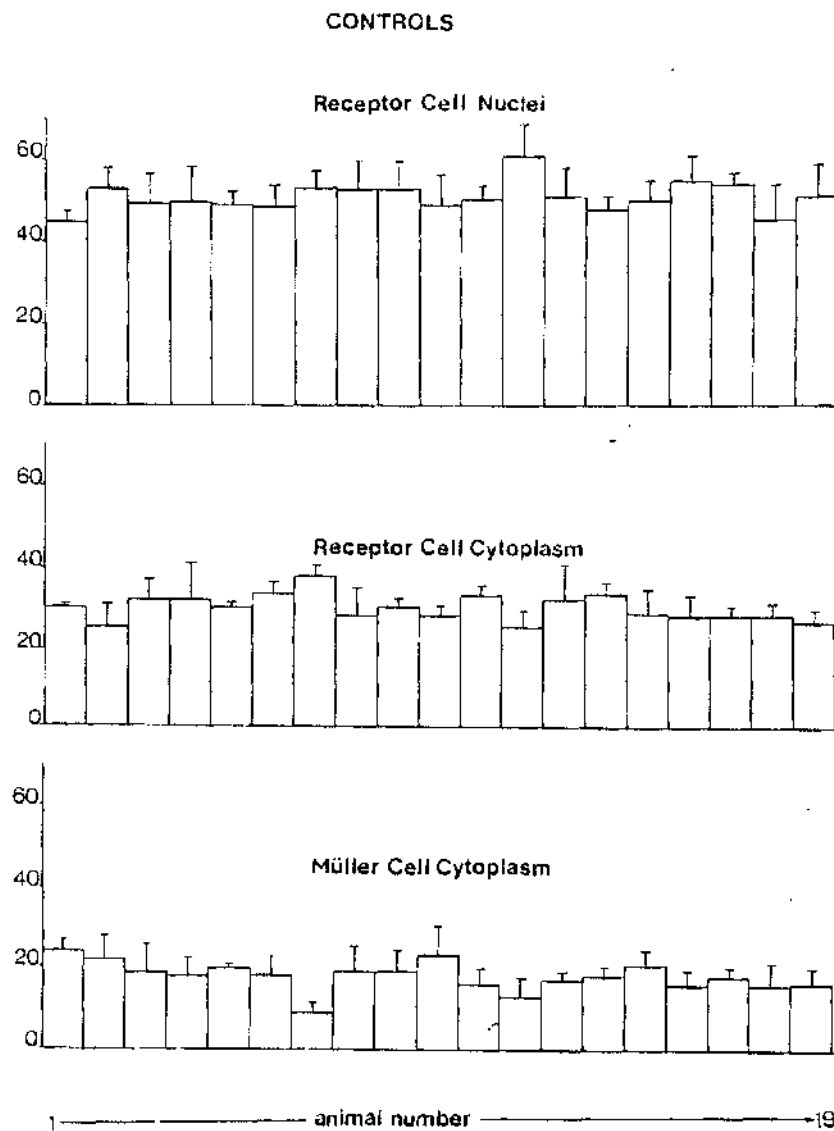 CONTROLS
Receptor Cell Nuclei
60
40
20
0
Receptor Cell Cytoplasm
60
40
20
0
Müller Cell Cytoplasm
60
40
20
0
1 animal number 19